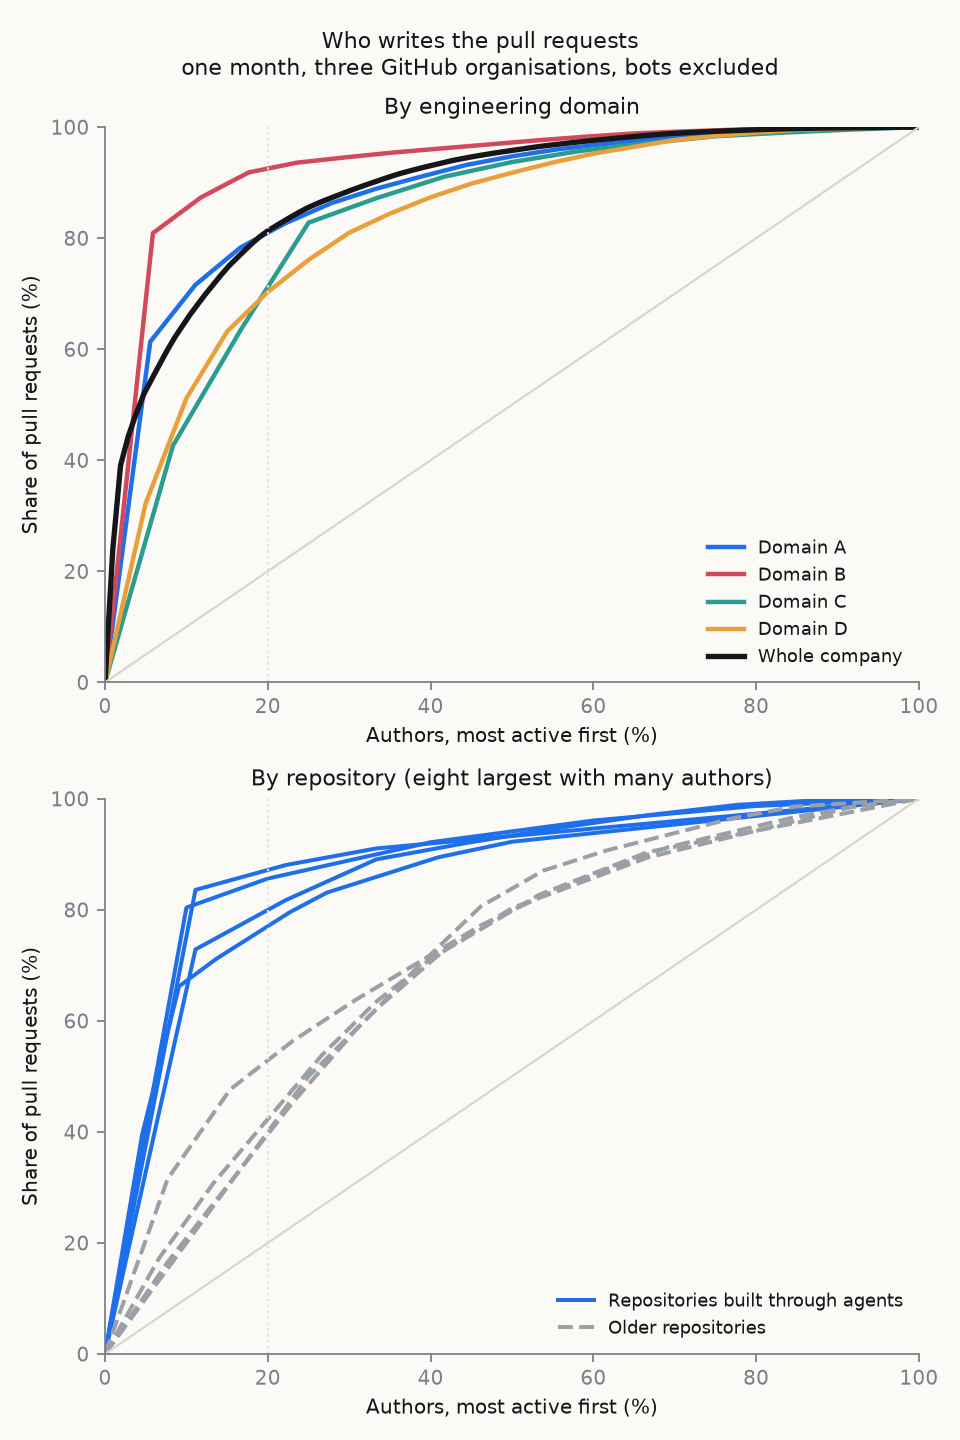 Who writes the pull requests
one month, three GitHub organisations, bots excluded
By engineering domain
100
80
60
40
20
0
Share of pull requests (%)
Domain A
Domain B
Domain C
Domain D
Whole company
0 20 40 60 80 100
Authors, most active first (%)
By repository (eight largest with many authors)
100
80
60
40
20
0
Share of pull requests (%)
Repositories built through agents
Older repositories
0 20 40 60 80 100
Authors, most active first (%)